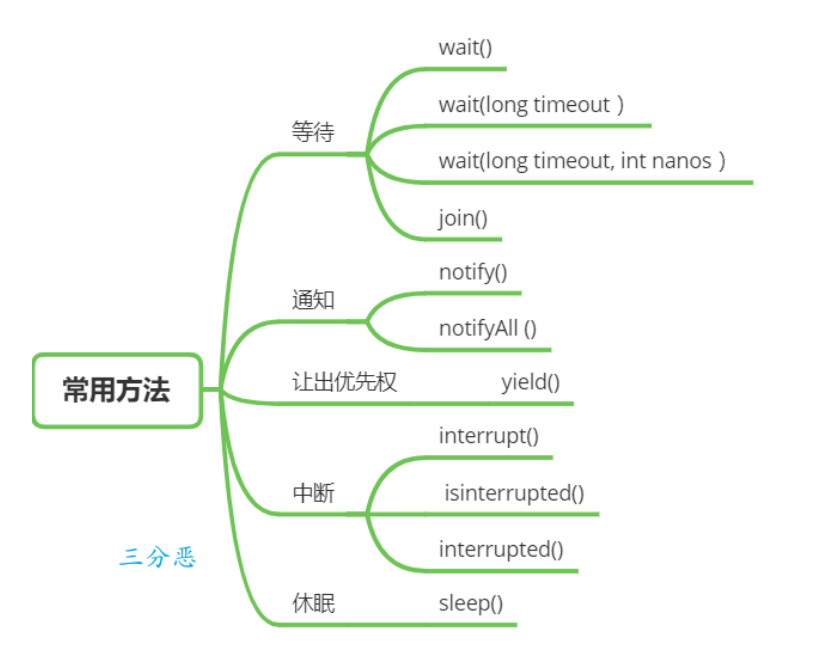 常用方法
等待
wait()
wait(long timeout )
wait(long timeout, int nanos )
join()
通知
notify()
notifyAll ()
让出优先权
yield()
中断
interrupt()
isinterrupted()
interrupted()
休眠
sleep()
三分恶